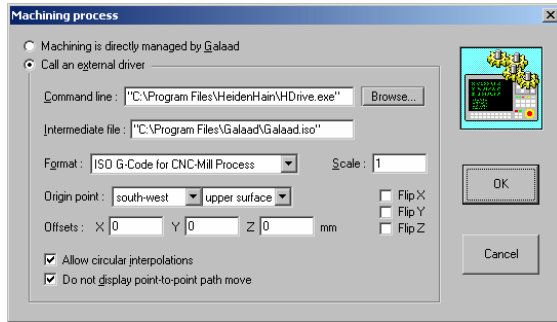 Machining process
Machining is directly managed by Galaad
Call an external driver
Command line : "C:\Program Files\HeidenHain\HDrive.exe" Browse...
Intermediate file : "C:\Program Files\Galaad\Galaad.iso"
Format : ISO G-Code for CNC-Mill Process Scale : 1
Origin point : south-west upper surface Flip X
Flip Y
Offsets : X 0 Y 0 Z 0 mm Flip Z
Allow circular interpolations
Do not display point-to-point path move
OK
Cancel